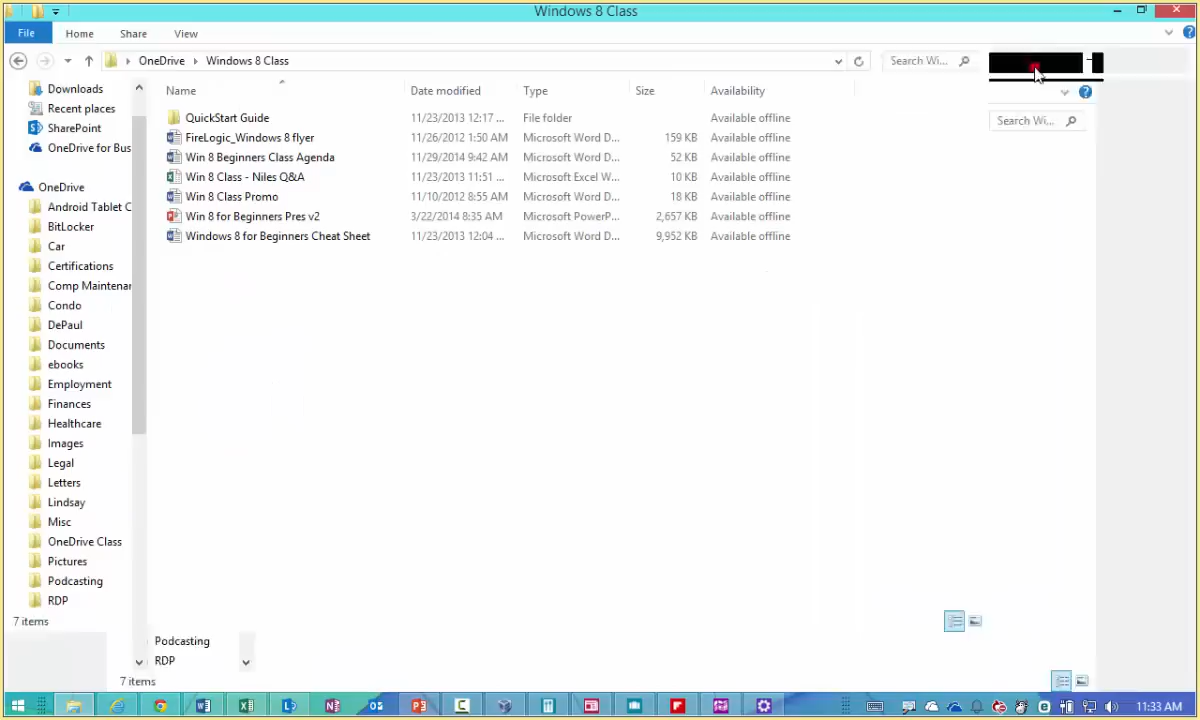 Windows 8 Class
File Home Share View
OneDrive Windows 8 Class Search Wi...
Search Wi...
Name Date modified Type Size Availability
QuickStart Guide 11/23/2013 12:17 ... File folder Available offline
FireLogic_Windows 8 flyer 11/26/2012 1:50 AM Microsoft Word D... 159 KB Available offline
Win 8 Beginners Class Agenda 11/29/2014 9:42 AM Microsoft Word D... 52 KB Available offline
Win 8 Class - Niles Q&A 11/23/2013 11:51 ... Microsoft Excel W... 10 KB Available offline
Win 8 Class Promo 11/10/2012 8:55 AM Microsoft Word D... 18 KB Available offline
Win 8 for Beginners Pres v2 3/22/2014 8:35 AM Microsoft PowerP... 2,657 KB Available offline
Windows 8 for Beginners Cheat Sheet 11/23/2013 12:04 ... Microsoft Word D... 9,952 KB Available offline
Downloads
Recent places
SharePoint
OneDrive for Bus
OneDrive
Android Tablet C
BitLocker
Car
Certifications
Comp Maintenan
Condo
DePaul
Documents
ebooks
Employment
Finances
Healthcare
Images
Legal
Letters
Lindsay
Misc
OneDrive Class
Pictures
Podcasting
RDP
7 items
Podcasting
RDP
7 items
11:33 AM